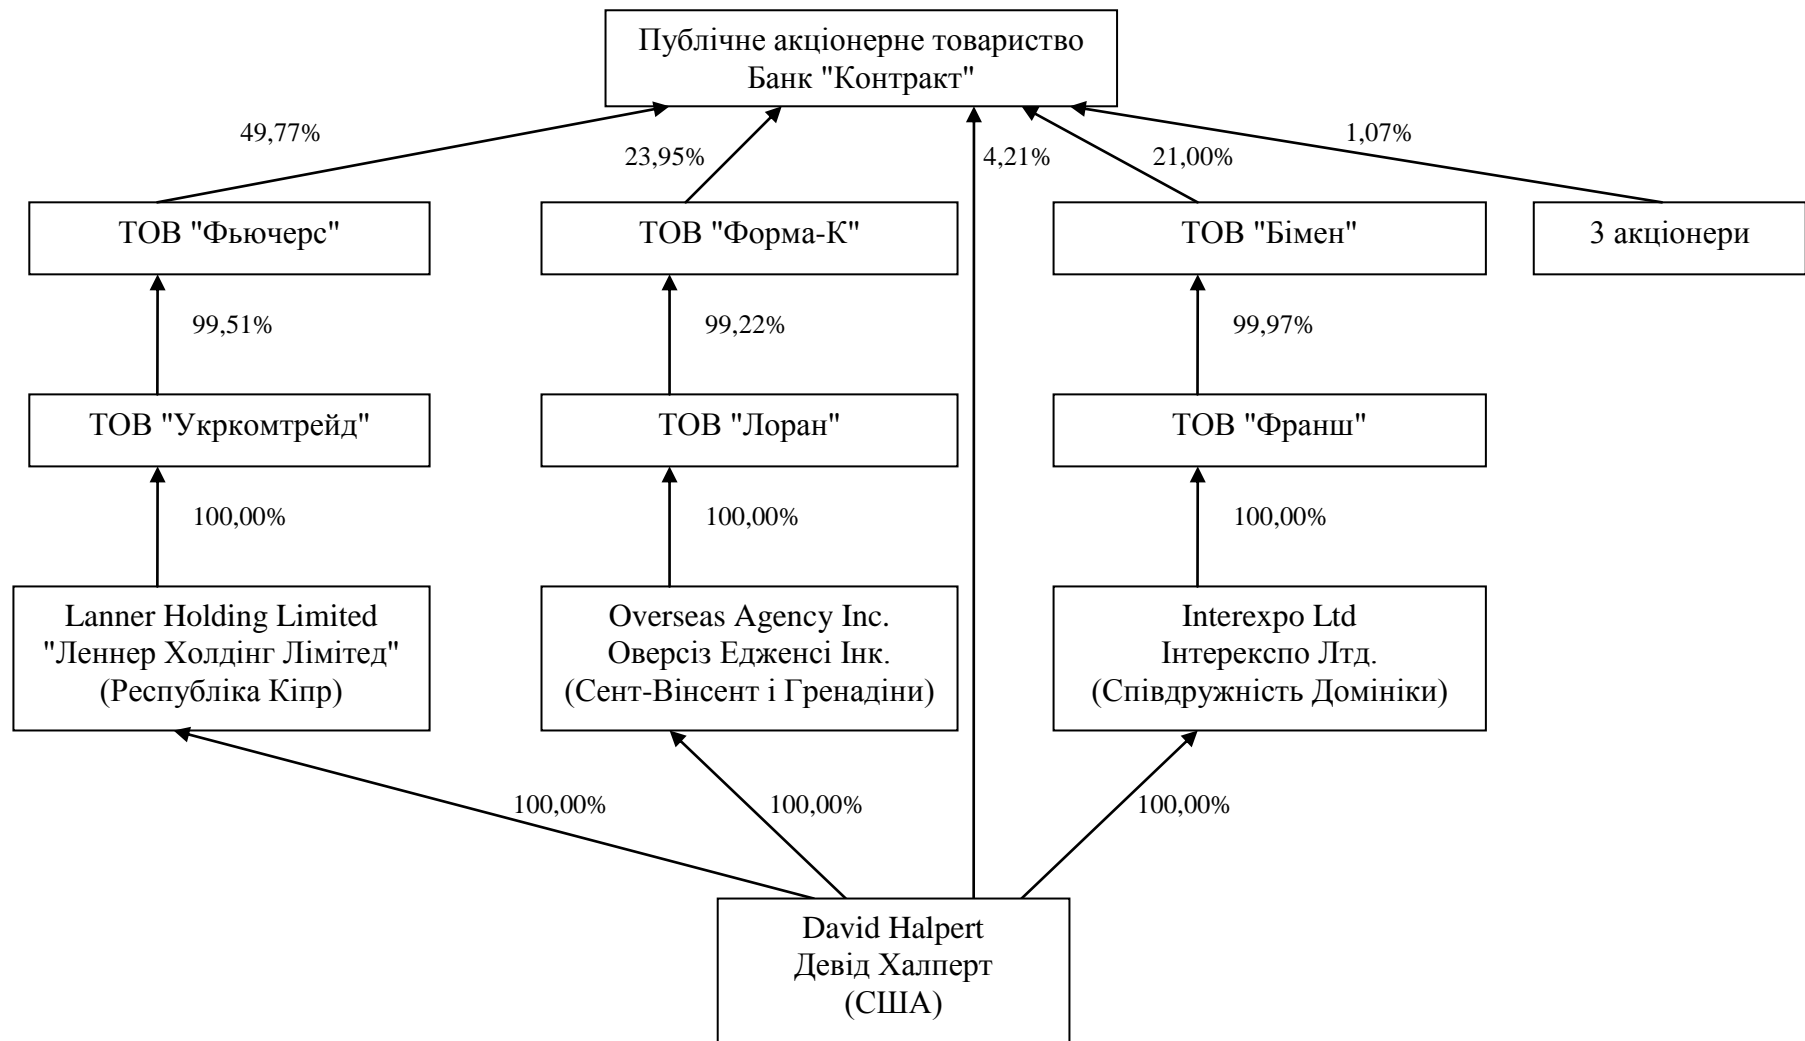 Публічне акціонерне товариство
Банк "Контракт"
49,77%
23,95%
4,21%
21,00%
1,07%
ТОВ "Фьючерс"
ТОВ "Форма-К"
ТОВ "Бімен"
3 акціонери
99,51%
99,22%
99,97%
ТОВ "Укркомтрейд"
ТОВ "Лоран"
ТОВ "Франш"
100,00%
100,00%
100,00%
Lanner Holding Limited
"Леннер Холдінг Лімітед"
(Республіка Кіпр)
Overseas Agency Inc.
Оверсіз Едженсі Інк.
(Сент-Вінсент і Гренадіни)
Interexpo Ltd
Інтерекспо Лтд.
(Співдружність Домініки)
100,00%
100,00%
100,00%
David Halpert
Девід Халперт
(США)